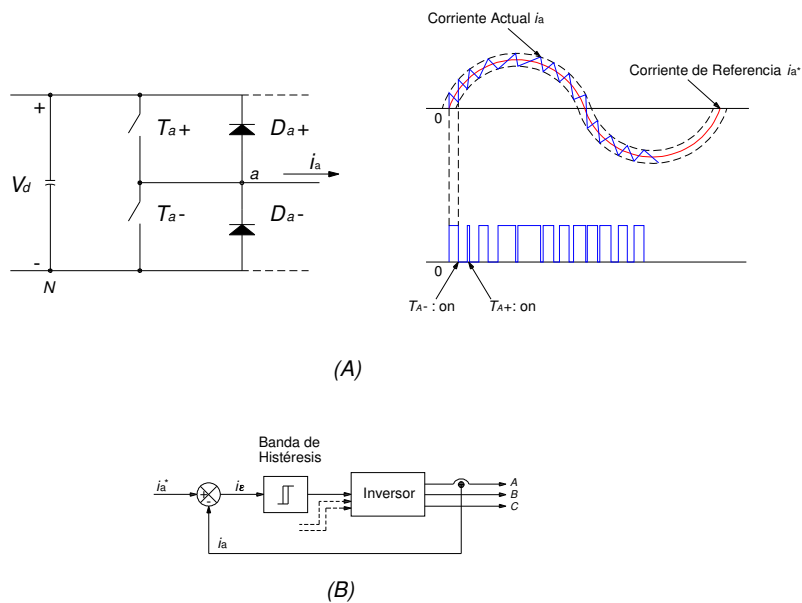 Corriente Actual ia
Corriente de Referencia ia*
+
Ta+
Da+
ia
a
Vd
Ta-
Da-
-
N
0
0
TA- : on
TA+: on
(A)
Banda de
Histéresis
ia*
+
-
iε
Inversor
A
B
C
ia
(B)